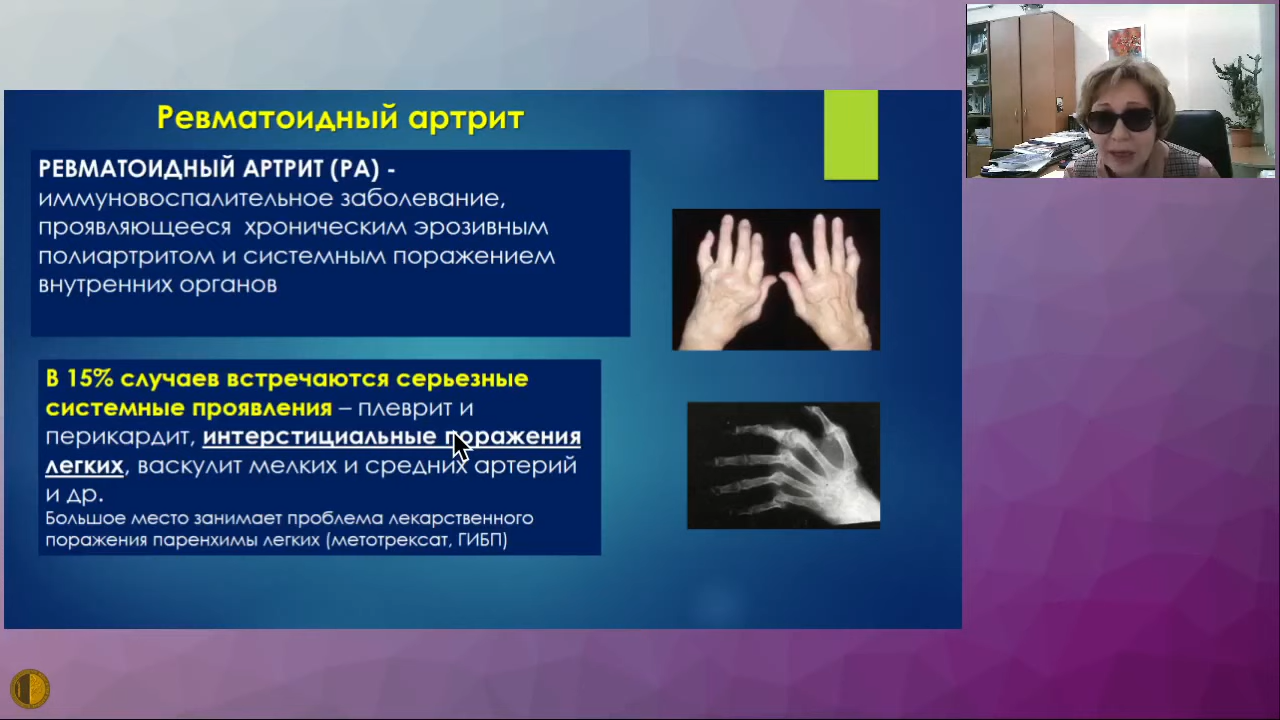 Ревматоидный артрит
РЕВМАТОИДНЫЙ АРТРИТ (РА) -
иммуновоспалительное заболевание,
проявляющееся хроническим эрозивным
полиартритом и системным поражением
внутренних органов
В 15% случаев встречаются серьезные
системные проявления – плеврит и
перикардит, интерстициальные поражения
легких, васкулит мелких и средних артерий
и др.
Большое место занимает проблема лекарственного
поражения паренхимы легких (метотрексат, ГИБП)